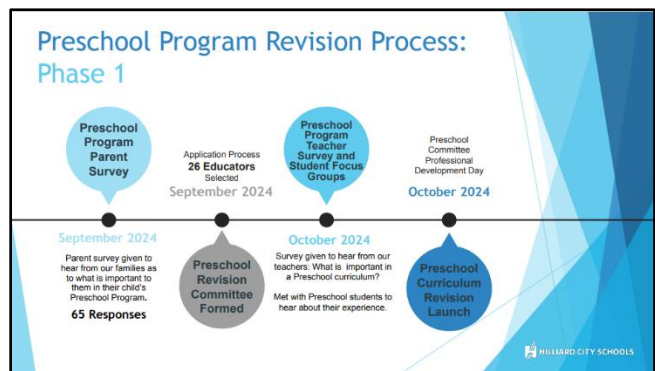 Preschool Program Revision Process:
Phase 1
Preschool
Program
Parent
Survey
September 2024
Parent survey given to
hear from our families as
to what is important to
them in their child's
Preschool Program.
65 Responses
Application Process
26 Educators
Selected
September 2024
Preschool
Revision
Committee
Formed
Preschool
Program
Teacher
Survey and
Student Focus
Groups
October 2024
Survey given to hear from our
teachers: What is important in
a Preschool curriculum?
Met with Preschool students to
hear about their experience.
Preschool
Committee
Professional
Development Day
October 2024
Preschool
Curriculum
Revision
Launch
HILLIARD CITY SCHOOLS